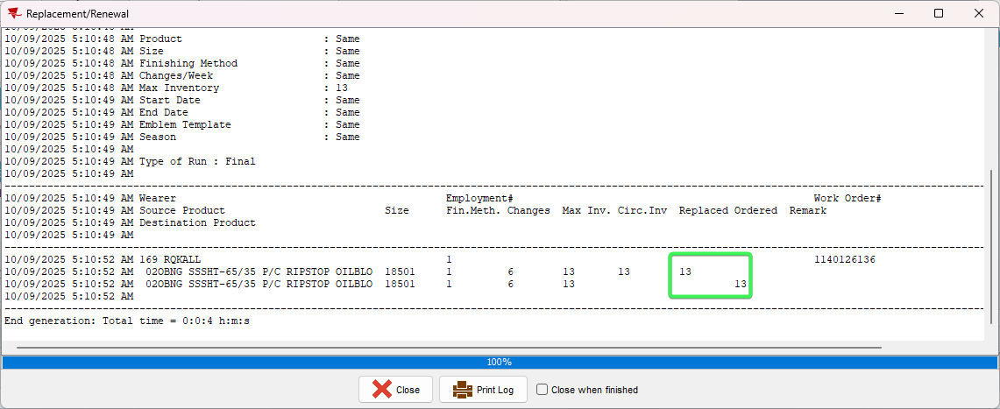 Replacement/Renewal
10/09/2025 5:10:48 AM
10/09/2025 5:10:48 AM Product : Same
10/09/2025 5:10:48 AM Size : Same
10/09/2025 5:10:48 AM Finishing Method : Same
10/09/2025 5:10:48 AM Changes/Week : Same
10/09/2025 5:10:48 AM Max Inventory : 13
10/09/2025 5:10:49 AM Start Date : Same
10/09/2025 5:10:49 AM End Date : Same
10/09/2025 5:10:49 AM Emblem Template : Same
10/09/2025 5:10:49 AM Season : Same
10/09/2025 5:10:49 AM
10/09/2025 5:10:49 AM Type of Run : Final
10/09/2025 5:10:49 AM
10/09/2025 5:10:49 AM Wearer Employment# Work Order#
10/09/2025 5:10:49 AM Source Product Size Fin.Meth. Changes Max Inv. Circ.Inv Replaced Ordered Remark
10/09/2025 5:10:49 AM Destination Product
10/09/2025 5:10:49 AM
10/09/2025 5:10:52 AM 169 RQKALL 1 1140126136
10/09/2025 5:10:52 AM 02OBNG SSSHT-65/35 P/C RIPSTOP OILBLO 18501 1 6 13 13 13
10/09/2025 5:10:52 AM 02OBNG SSSHT-65/35 P/C RIPSTOP OILBLO 18501 1 6 13 13
10/09/2025 5:10:52 AM
End generation: Total time = 0:0:4 h:m:s
100%
Close
Print Log
Close when finished